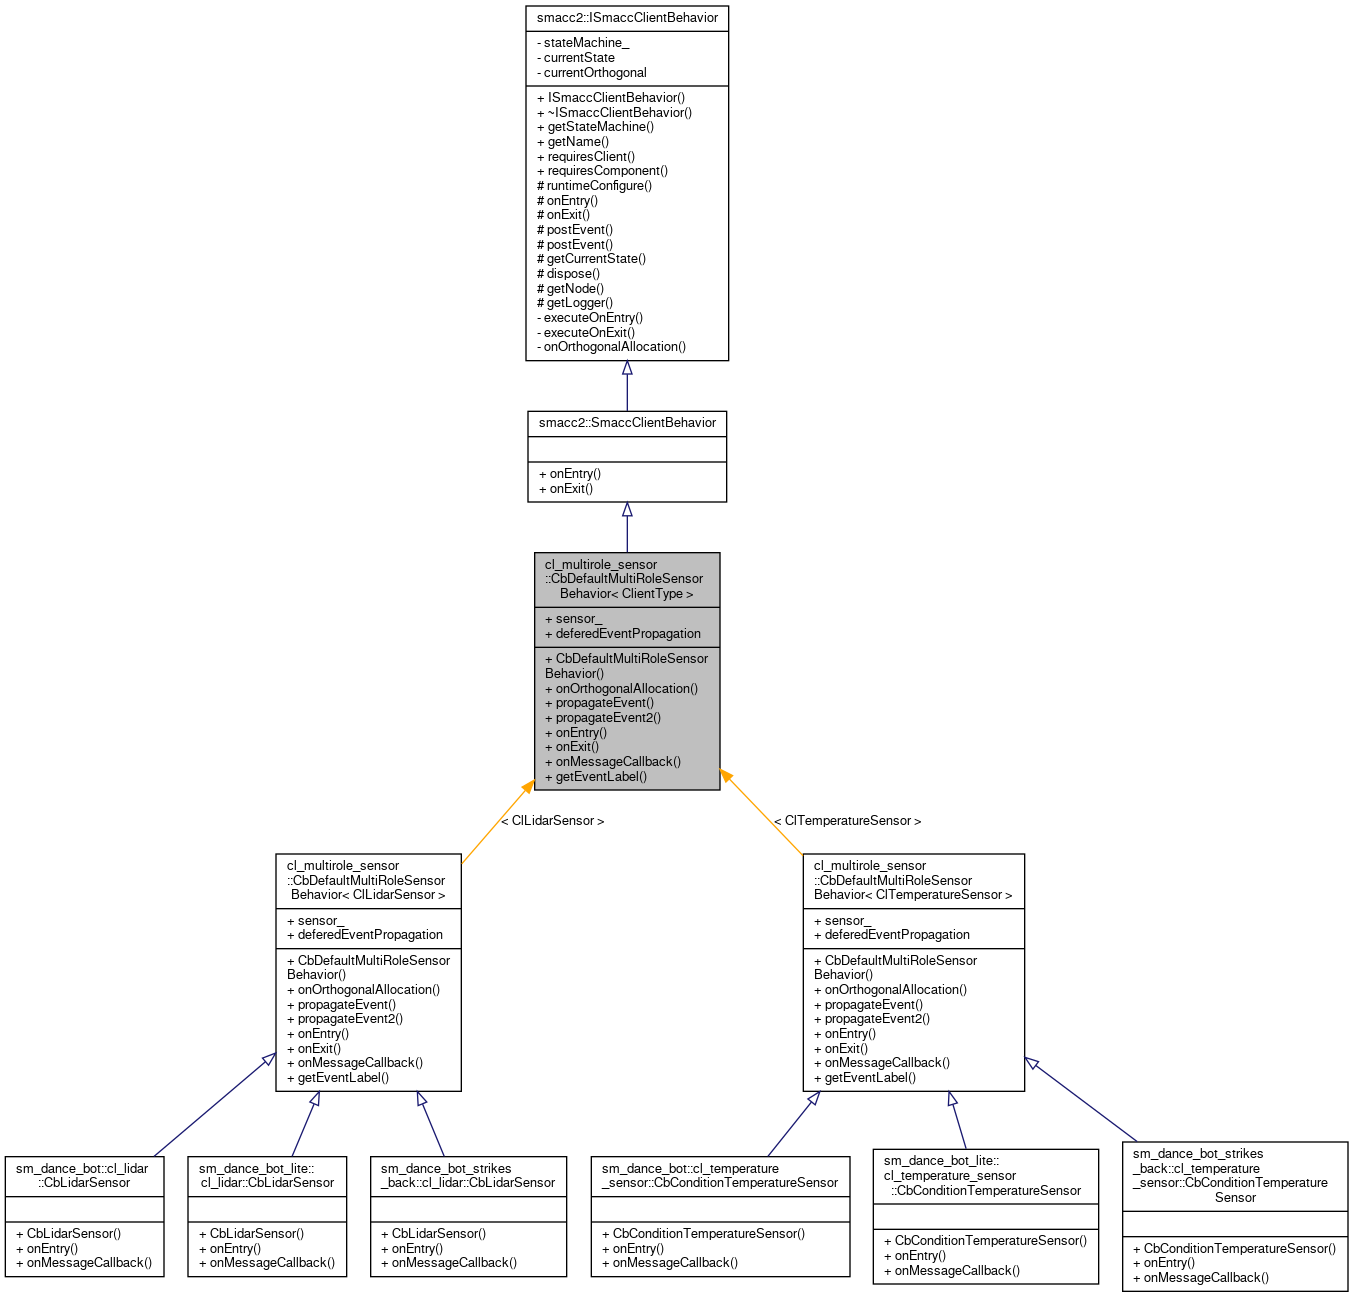 smacc2::ISmaccClientBehavior
- stateMachine_
- currentState
- currentOrthogonal
+ ISmaccClientBehavior()
+ ~ISmaccClientBehavior()
+ getStateMachine()
+ getName()
+ requiresClient()
+ requiresComponent()
# runtimeConfigure()
# onEntry()
# onExit()
# postEvent()
# postEvent()
# getCurrentState()
# dispose()
# getNode()
# getLogger()
- executeOnEntry()
- executeOnExit()
- onOrthogonalAllocation()
smacc2::SmaccClientBehavior
+ onEntry()
+ onExit()
cl_multirole_sensor
::CbDefaultMultiRoleSensor
Behavior< ClientType >
+ sensor_
+ deferedEventPropagation
+ CbDefaultMultiRoleSensor
Behavior()
+ onOrthogonalAllocation()
+ propagateEvent()
+ propagateEvent2()
+ onEntry()
+ onExit()
+ onMessageCallback()
+ getEventLabel()
< ClLidarSensor >
< ClTemperatureSensor >
cl_multirole_sensor
::CbDefaultMultiRoleSensor
Behavior< ClLidarSensor >
+ sensor_
+ deferedEventPropagation
+ CbDefaultMultiRoleSensor
Behavior()
+ onOrthogonalAllocation()
+ propagateEvent()
+ propagateEvent2()
+ onEntry()
+ onExit()
+ onMessageCallback()
+ getEventLabel()
cl_multirole_sensor
::CbDefaultMultiRoleSensor
Behavior< ClTemperatureSensor >
+ sensor_
+ deferedEventPropagation
+ CbDefaultMultiRoleSensor
Behavior()
+ onOrthogonalAllocation()
+ propagateEvent()
+ propagateEvent2()
+ onEntry()
+ onExit()
+ onMessageCallback()
+ getEventLabel()
sm_dance_bot::cl_lidar
::CbLidarSensor
+ CbLidarSensor()
+ onEntry()
+ onMessageCallback()
sm_dance_bot_lite::
cl_lidar::CbLidarSensor
+ CbLidarSensor()
+ onEntry()
+ onMessageCallback()
sm_dance_bot_strikes
_back::cl_lidar::CbLidarSensor
+ CbLidarSensor()
+ onEntry()
+ onMessageCallback()
sm_dance_bot::cl_temperature
_sensor::CbConditionTemperatureSensor
+ CbConditionTemperatureSensor()
+ onEntry()
+ onMessageCallback()
sm_dance_bot_lite::
cl_temperature_sensor
::CbConditionTemperatureSensor
+ CbConditionTemperatureSensor()
+ onEntry()
+ onMessageCallback()
sm_dance_bot_strikes
_back::cl_temperature
_sensor::CbConditionTemperature
Sensor
+ CbConditionTemperatureSensor()
+ onEntry()
+ onMessageCallback()